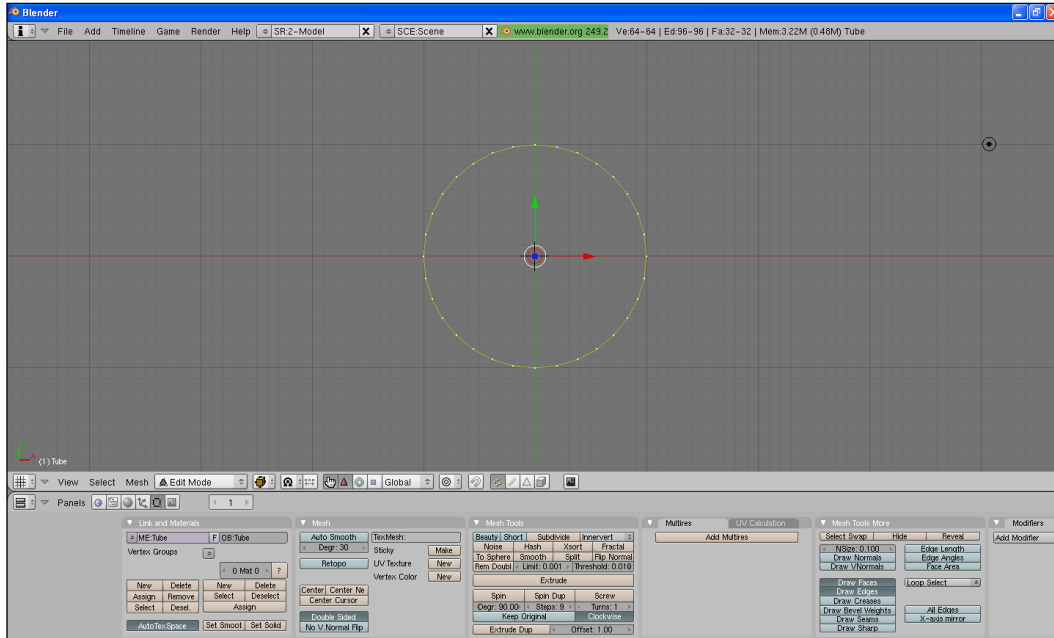 Blender
File Add Timeline Game Render Help SR:2-Model X SCE:Scene X www.blender.org 249.2 Ve:64-64 | Ed:96-96 | Fa:32-32 | Mem:3.22M (0.48M) Tube
Y
X
(1) Tube
View Select Mesh Edit Mode Global
Panels 1
Link and Materials
ME:Tube F OB:Tube
Vertex Groups
0 Mat 0 ?
New Delete New Delete
Assign Remove Select Deselect
Select Desel. Assign
AutoTexSpace Set Smoot Set Solid
Mesh
Auto Smooth TexMesh:
Degr: 30 Sticky Make
Retopo UV Texture New
Vertex Color New
Center Center Ne
Center Cursor
Double Sided
No V.Normal Flip
Mesh Tools
Beauty Short Subdivide Innervert
Noise Hash Xsort Fractal
To Sphere Smooth Split Flip Normal
Rem Doubl Limit: 0.001 Threshold: 0.010
Extrude
Spin Spin Dup Screw
Degr: 90.00 Steps: 9 Turns: 1
Keep Original Clockwise
Extrude Dup Offset: 1.00
Multires UV Calculation
Add Multires
Mesh Tools More
Select Swap Hide Reveal
NSize: 0.100 Edge Length
Draw Normals Edge Angles
Draw VNormals Face Area
Draw Faces Loop Select
Draw Edges
Draw Creases
Draw Bevel Weights All Edges
Draw Seams X-axis mirror
Draw Sharp
Modifiers
Add Modifier